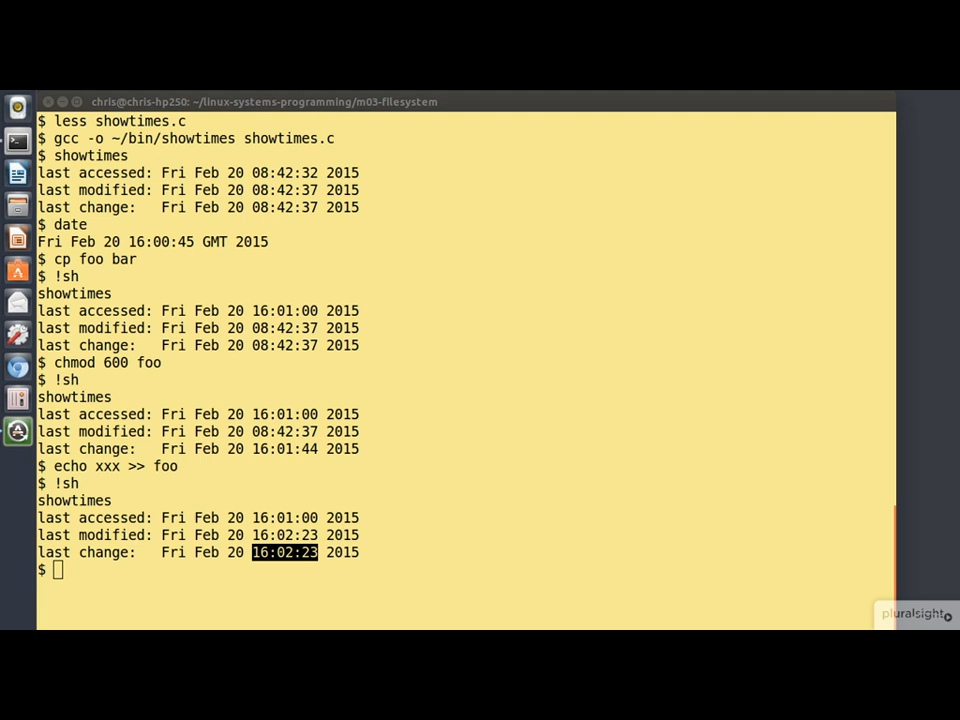 chris@chris-hp250: ~/linux-systems-programming/m03-filesystem
$ less showtimes.c
$ gcc -o ~/bin/showtimes showtimes.c
$ showtimes
last accessed: Fri Feb 20 08:42:32 2015
last modified: Fri Feb 20 08:42:37 2015
last change:   Fri Feb 20 08:42:37 2015
$ date
Fri Feb 20 16:00:45 GMT 2015
$ cp foo bar
$ !sh
showtimes
last accessed: Fri Feb 20 16:01:00 2015
last modified: Fri Feb 20 08:42:37 2015
last change:   Fri Feb 20 08:42:37 2015
$ chmod 600 foo
$ !sh
showtimes
last accessed: Fri Feb 20 16:01:00 2015
last modified: Fri Feb 20 08:42:37 2015
last change:   Fri Feb 20 16:01:44 2015
$ echo xxx >> foo
$ !sh
showtimes
last accessed: Fri Feb 20 16:01:00 2015
last modified: Fri Feb 20 16:02:23 2015
last change:   Fri Feb 20 16:02:23 2015
$
pluralsight